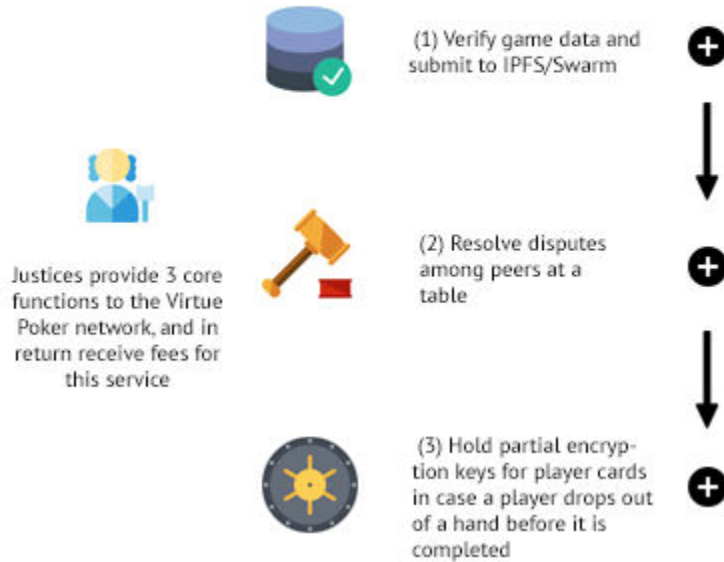 (1) Verify game data and
submit to IPFS/Swarm
Justices provide 3 core
functions to the Virtue
Poker network, and in
return receive fees for
this service
(2) Resolve disputes
among peers at a
table
(3) Hold partial encryp-
tion keys for player cards
in case a player drops out
of a hand before it is
completed